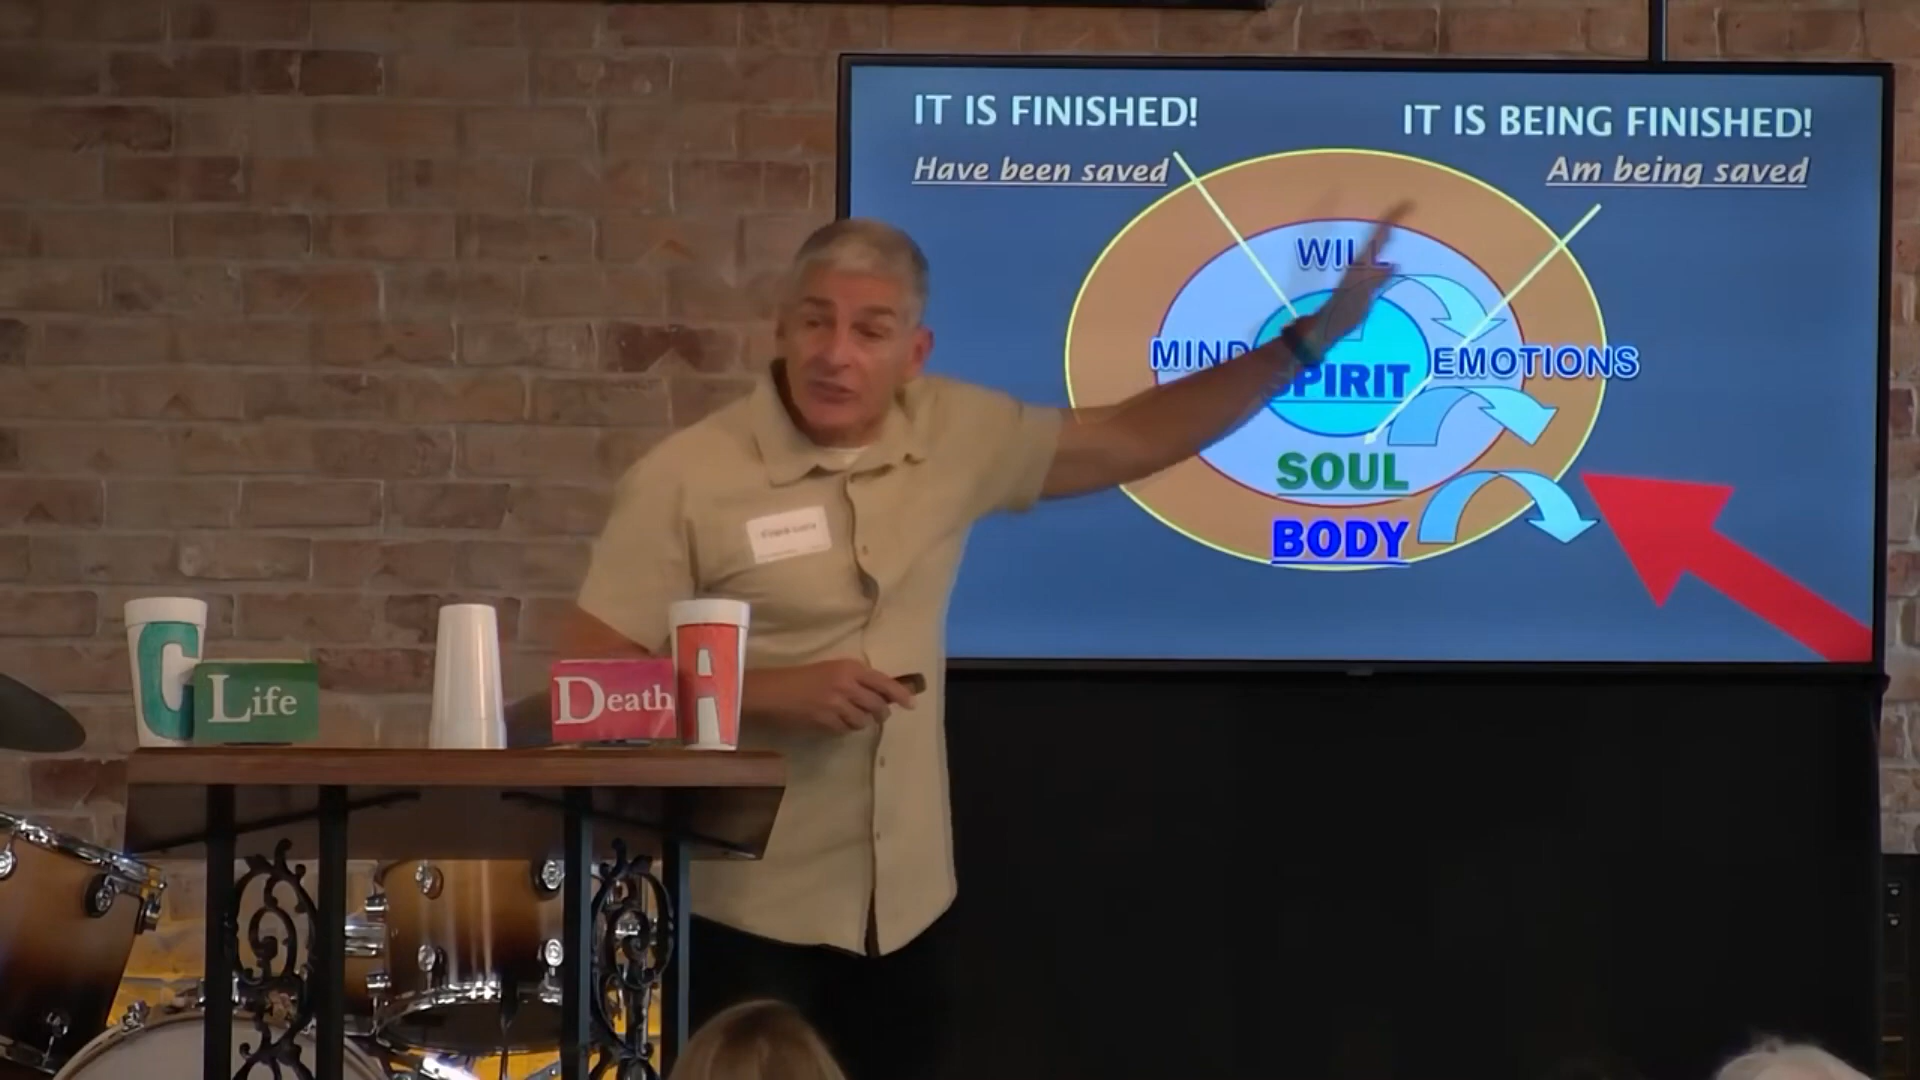 IT IS FINISHED!
Have been saved
IT IS BEING FINISHED!
Am being saved
WILL
MIND
SPIRIT
EMOTIONS
SOUL
BODY
C
Life
Death
A